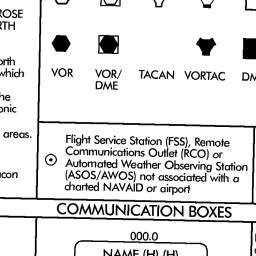 ROSE
RTH
orth
which
he
onic
areas.
VOR
VOR/
DME
TACAN
VORTAC
Flight Service Station (FSS), Remote
Communications Outlet (RCO) or
Automated Weather Observing Station
(ASOS/AWOS) not associated with a
charted NAVAID or airport
COMMUNICATION BOXES
000.0
NAME (H) (H)